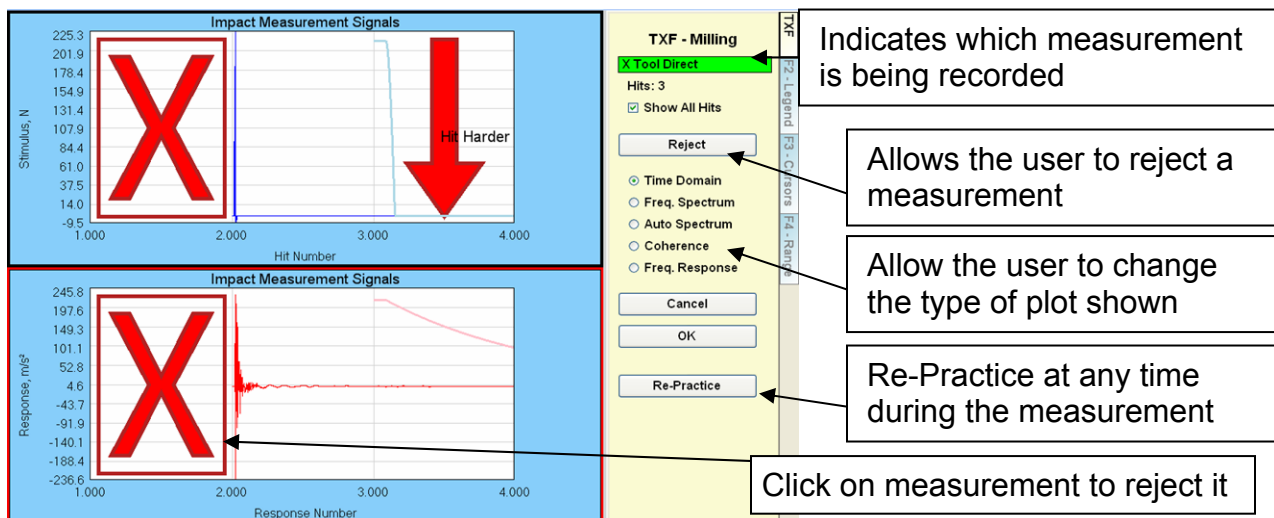 Impact Measurement Signals
225.3
201.9
178.4
154.9
131.4
107.9
84.4
61.0
37.5
14.0
-9.5
Stimulus, N
Hit Harder
1.000
2.000
3.000
4.000
Hit Number
Impact Measurement Signals
245.8
197.6
149.3
101.1
52.8
4.6
-43.7
-91.9
-140.1
-188.4
-236.6
Response, m/s²
1.000
2.000
3.000
4.000
Response Number
TXF - Milling
X Tool Direct
Hits: 3
Show All Hits
Reject
Time Domain
Freq. Spectrum
Auto Spectrum
Coherence
Freq. Response
Cancel
OK
Re-Practice
TXF
F2 - Legend
F3 - Cursors
F4 - Range
Indicates which measurement
is being recorded
Allows the user to reject a
measurement
Allow the user to change
the type of plot shown
Re-Practice at any time
during the measurement
Click on measurement to reject it